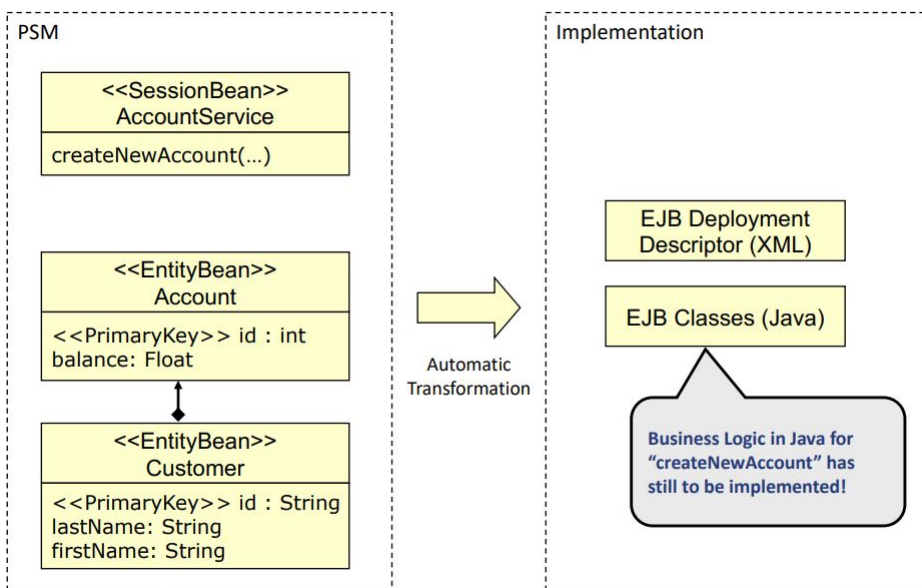 PSM
<<SessionBean>>
AccountService
createNewAccount(...)
<<EntityBean>>
Account
<<PrimaryKey>> id : int
balance: Float
<<EntityBean>>
Customer
<<PrimaryKey>> id : String
lastName: String
firstName: String
Automatic
Transformation
Implementation
EJB Deployment
Descriptor (XML)
EJB Classes (Java)
Business Logic in Java for
“createNewAccount” has
still to be implemented!